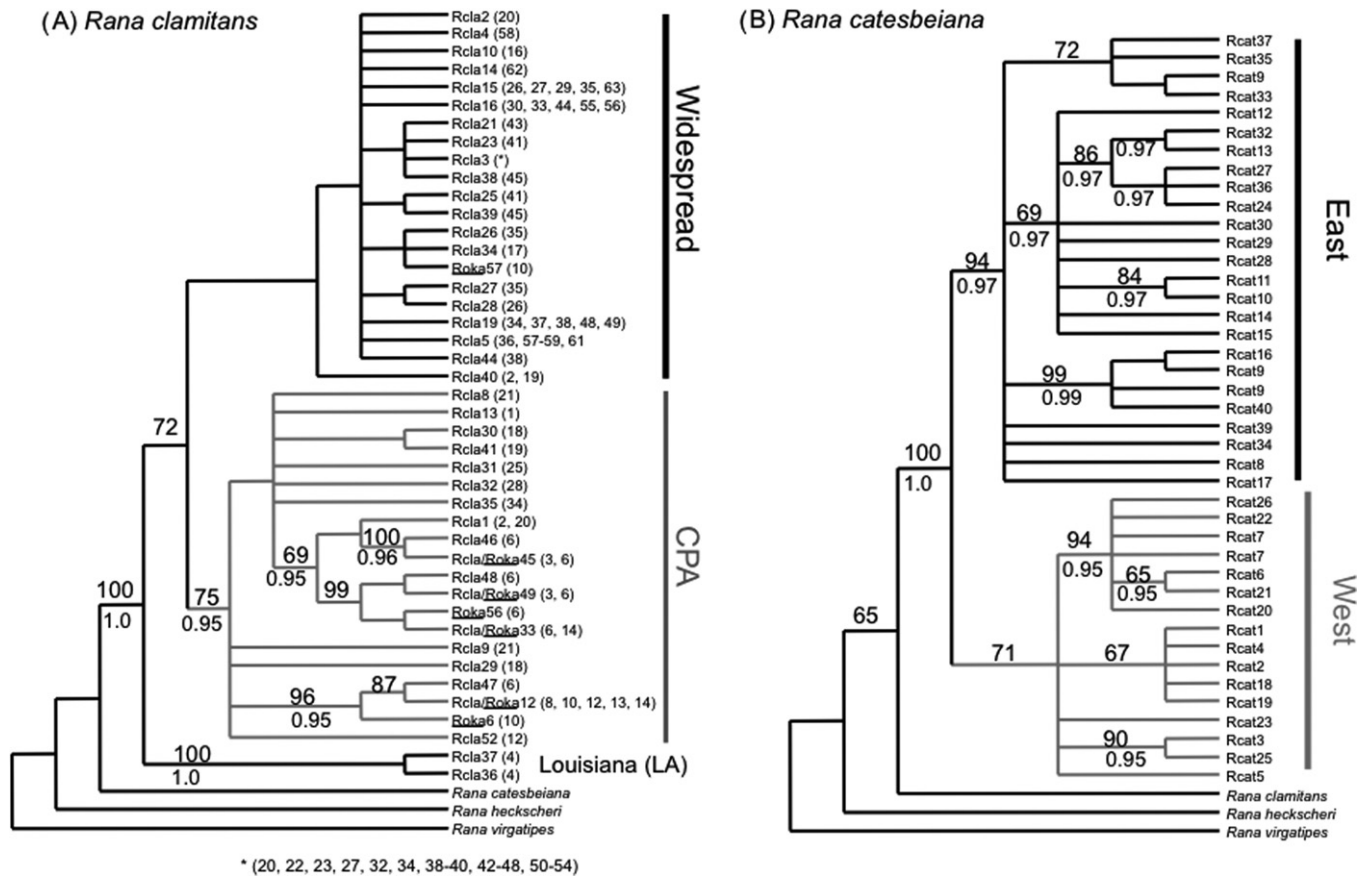 (A) Rana clamitans
Rcla2 (20)
Rcla4 (58)
Rcla10 (16)
Rcla14 (62)
Rcla15 (26, 27, 29, 35, 63)
Rcla16 (30, 33, 44, 55, 56)
Rcla21 (43)
Rcla23 (41)
Rcla3 (*)
Rcla38 (45)
Rcla25 (41)
Rcla39 (45)
Rcla26 (35)
Rcla34 (17)
Roka57 (10)
Rcla27 (35)
Rcla28 (26)
Rcla19 (34, 37, 38, 48, 49)
Rcla5 (36, 57-59, 61
Rcla44 (38)
Rcla40 (2, 19)
Widespread
Rcla8 (21)
Rcla13 (1)
Rcla30 (18)
Rcla41 (19)
Rcla31 (25)
Rcla32 (28)
Rcla35 (34)
Rcla1 (2, 20)
Rcla46 (6)
Rcla/Roka45 (3, 6)
Rcla48 (6)
Rcla/Roka49 (3, 6)
Roka56 (6)
Rcla/Roka33 (6, 14)
Rcla9 (21)
Rcla29 (18)
Rcla47 (6)
Rcla/Roka12 (8, 10, 12, 13, 14)
Roka6 (10)
Rcla52 (12)
CPA
Rcla37 (4)
Rcla36 (4)
Louisiana (LA)
Rana catesbeiana
Rana heckscheri
Rana virgatipes
72
100
0.96
69
0.95
99
100
1.0
75
0.95
87
96
0.95
100
1.0
* (20, 22, 23, 27, 32, 34, 38-40, 42-48, 50-54)
(B) Rana catesbeiana
Rcat37
Rcat35
Rcat9
Rcat33
Rcat12
Rcat32
Rcat13
Rcat27
Rcat36
Rcat24
Rcat30
Rcat29
Rcat28
Rcat11
Rcat10
Rcat14
Rcat15
Rcat16
Rcat9
Rcat9
Rcat40
Rcat39
Rcat34
Rcat8
Rcat17
East
Rcat26
Rcat22
Rcat7
Rcat7
Rcat6
Rcat21
Rcat20
Rcat1
Rcat4
Rcat2
Rcat18
Rcat19
Rcat23
Rcat3
Rcat25
Rcat5
West
Rana clamitans
Rana heckscheri
Rana virgatipes
72
86
0.97
0.97
0.97
69
0.97
94
0.97
84
0.97
99
0.99
100
1.0
94
0.95
65
0.95
65
71
67
90
0.95